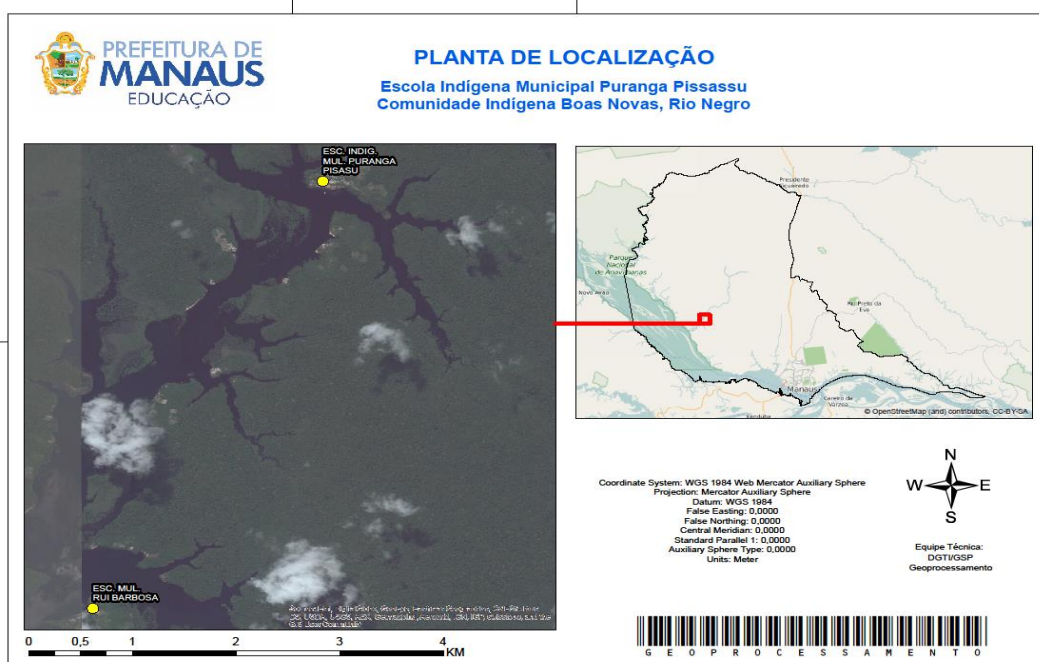 PREFEITURA DE
MANAUS
EDUCAÇÃO
PLANTA DE LOCALIZAÇÃO
Escola Indígena Municipal Puranga Pissassu
Comunidade Indígena Boas Novas, Rio Negro
ESC. INDIG.
MUL. PURANGA
PISASU
ESC. MUL.
RUI BARBOSA
0 0,5 1 2 3 4
KM
Presidente
Figueiredo
Parque
Nacional
de Anavilhanas
Novo Airão
Rio Preto da
Eva
Manaus
Careiro da
Várzea
© OpenStreetMap (and) contributors, CC-BY-SA
Coordinate System: WGS 1984 Web Mercator Auxiliary Sphere
Projection: Mercator Auxiliary Sphere
Datum: WGS 1984
False Easting: 0,0000
False Northing: 0,0000
Central Meridian: 0,0000
Standard Parallel 1: 0,0000
Auxiliary Sphere Type: 0,0000
Units: Meter
N
W E
S
Equipe Técnica:
DGTI/GSP
Geoprocessamento
G E O P R O C E S S A M E N T O